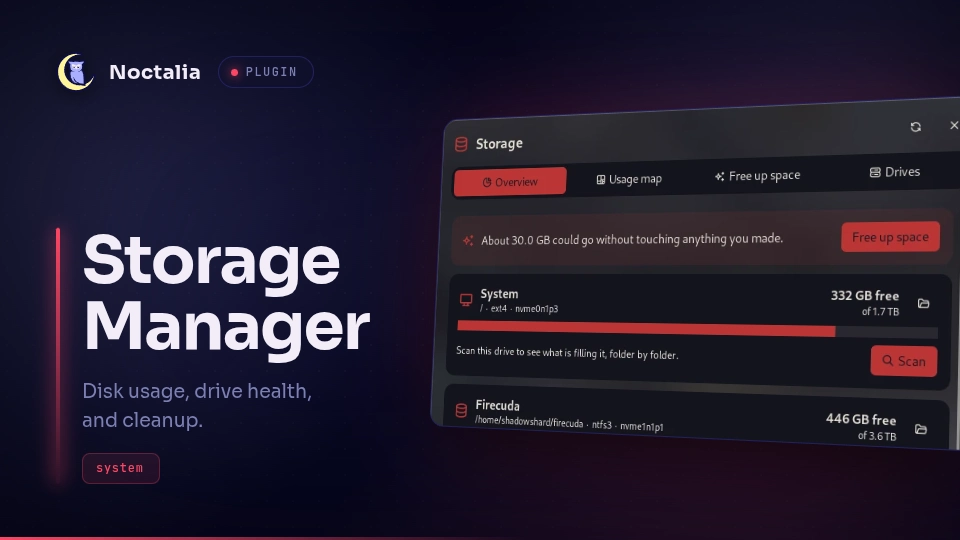 Noctalia
PLUGIN
Storage
Manager
Disk usage, drive health,
and cleanup.
system
Storage
Overview
Usage map
Free up space
Drives
About 30.0 GB could go without touching anything you made.
Free up space
System
/ · ext4 · nvme0n1p3
332 GB free
of 1.7 TB
Scan this drive to see what is filling it, folder by folder.
Scan
Firecuda
/home/shadowshard/firecuda · ntfs3 · nvme1n1p1
446 GB free
of 3.6 TB